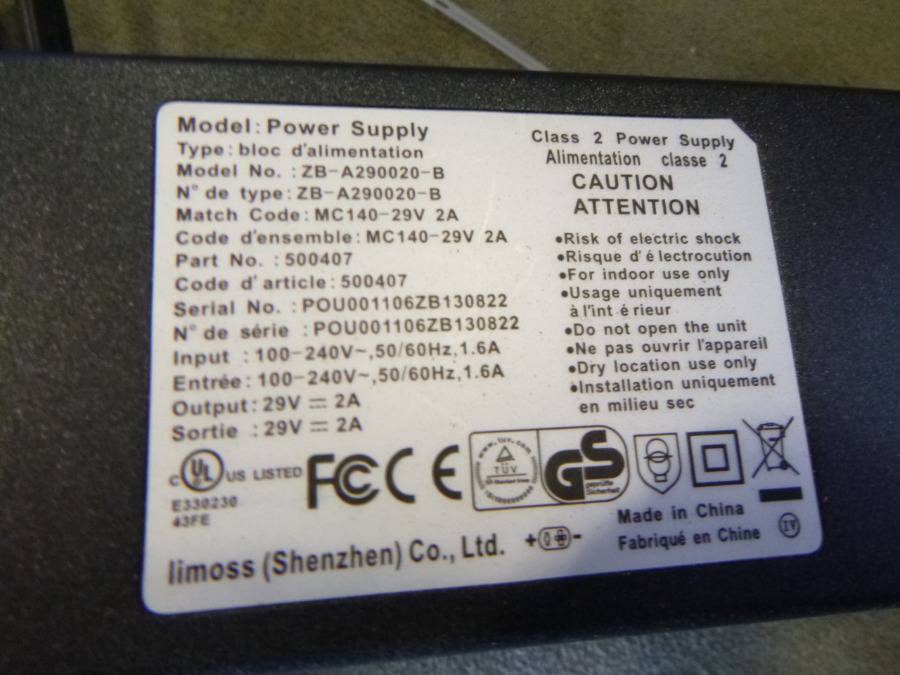 Model: Power Supply
Type: bloc d'alimentation
Model No. : ZB-A290020-B
N° de type: ZB-A290020-B
Match Code: MC140-29V 2A
Code d'ensemble: MC140-29V 2A
Part No. : 500407
Code d'article: 500407
Serial No. : POU001106ZB130822
N° de série : POU001106ZB130822
Input : 100-240V~,50/60Hz,1.6A
Entrée: 100-240V~,50/60Hz,1.6A
Output: 29V ⎓ 2A
Sortie : 29V ⎓ 2A
Class 2 Power Supply
Alimentation classe 2
CAUTION
ATTENTION
•Risk of electric shock
•Risque d'é lectrocution
•For indoor use only
•Usage uniquement
à l'int é rieur
•Do not open the unit
•Ne pas ouvrir l'appareil
•Dry location use only
•Installation uniquement
en milieu sec
c UL US LISTED
E330230
43FE
FC CE
TÜV
GS
geprüfte
Sicherheit
limoss (Shenzhen) Co., Ltd.
+ -
Made in China
Fabriqué en Chine
IV